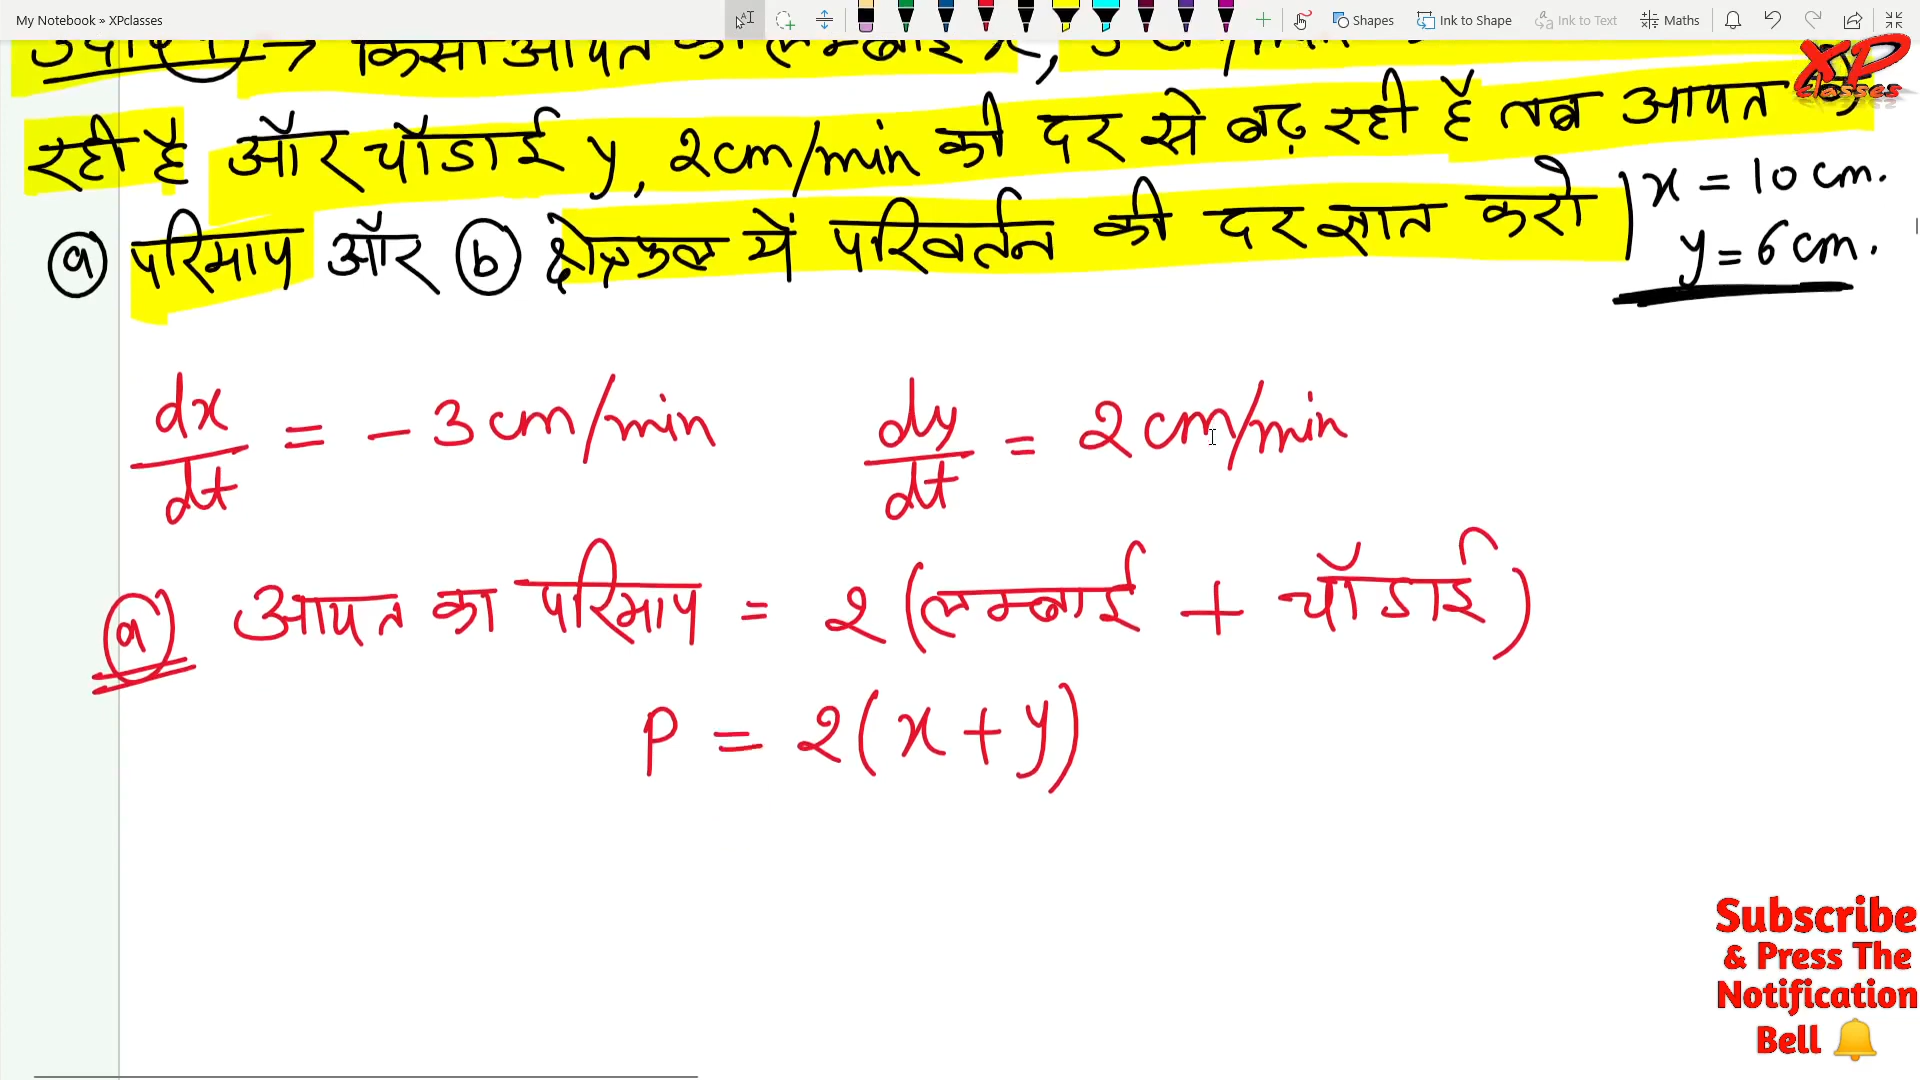 My Notebook » XPclasses
Shapes Ink to Shape Ink to Text Maths
XP
classes
रही है और चौडाई y, 2cm/min की दर से बढ़ रही है तब आयत के
(a) परिमाप और (b) क्षेत्रफल में परिवर्तन की दर ज्ञात करो | x = 10 cm.
y = 6 cm.
dx/dt = - 3 cm/min dy/dt = 2 cm/min
(a) आयत का परिमाप = 2 (लम्बाई + चौडाई)
P = 2(x+y)
Subscribe
& Press The
Notification
Bell